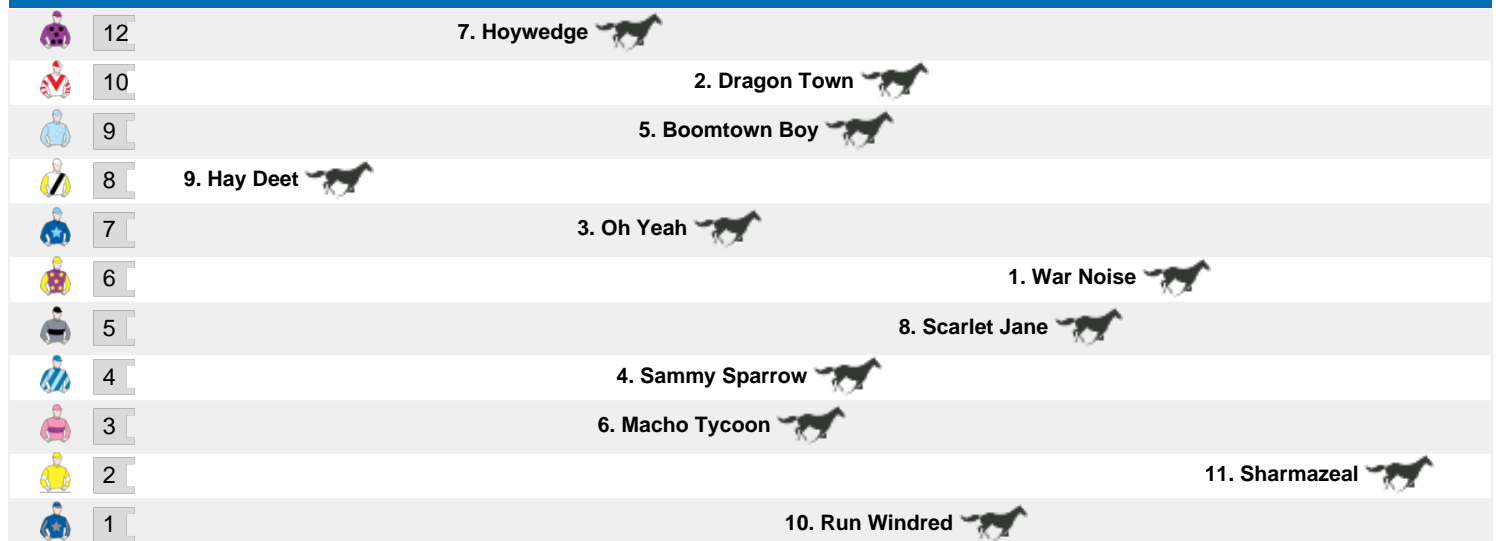 12 7. Hoywedge
10 2. Dragon Town
9 5. Boomtown Boy
8 9. Hay Deet
7 3. Oh Yeah
6 1. War Noise
5 8. Scarlet Jane
4 4. Sammy Sparrow
3 6. Macho Tycoon
2 11. Sharmazeal
1 10. Run Windred